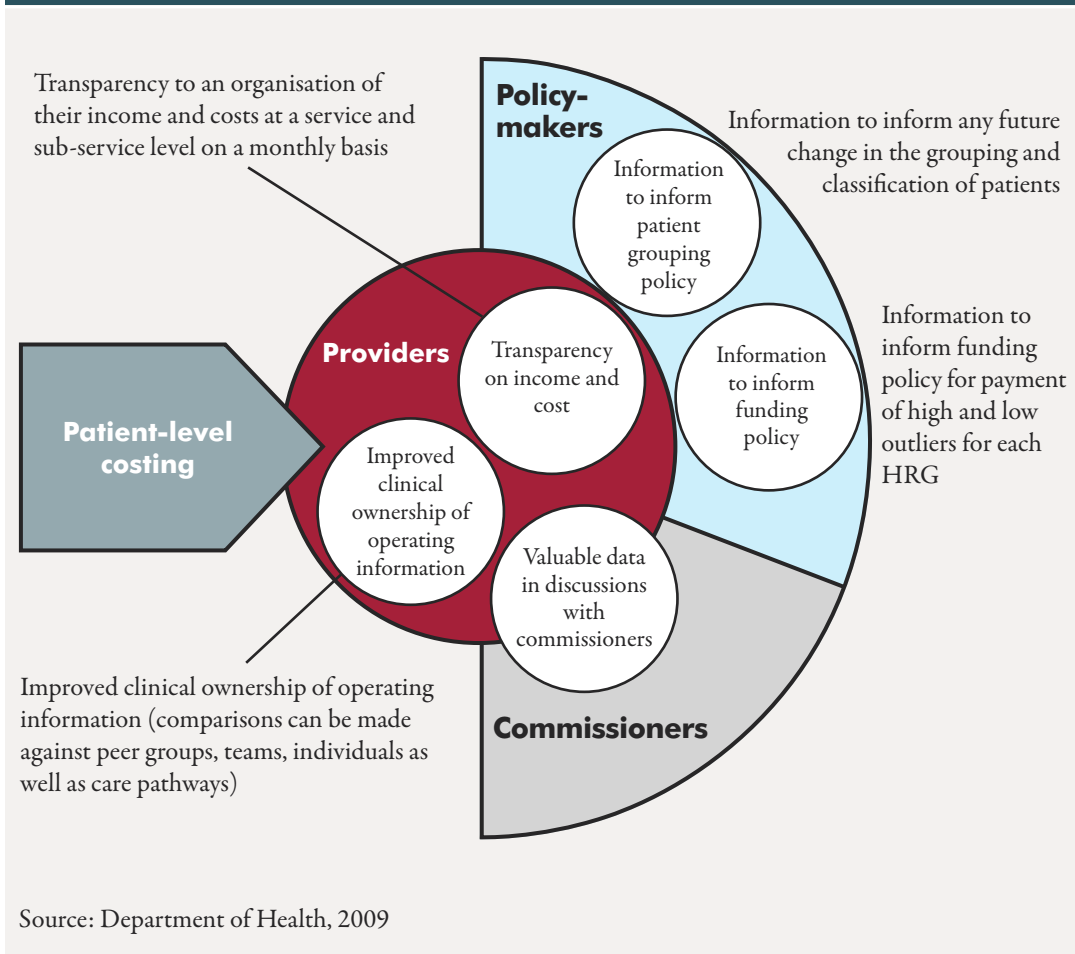 Transparency to an organisation of
their income and costs at a service and
sub-service level on a monthly basis
Policy-
makers
Information to inform any future
change in the grouping and
classification of patients
Information
to inform
patient
grouping
policy
Information to
inform funding
policy for payment
of high and low
outliers for each
HRG
Information
to inform
funding
policy
Providers
Transparency
on income and
cost
Patient-level
costing
Improved
clinical
ownership of
operating
information
Valuable data
in discussions
with
commissioners
Improved clinical ownership of operating
information (comparisons can be made
against peer groups, teams, individuals as
well as care pathways)
Commissioners
Source: Department of Health, 2009